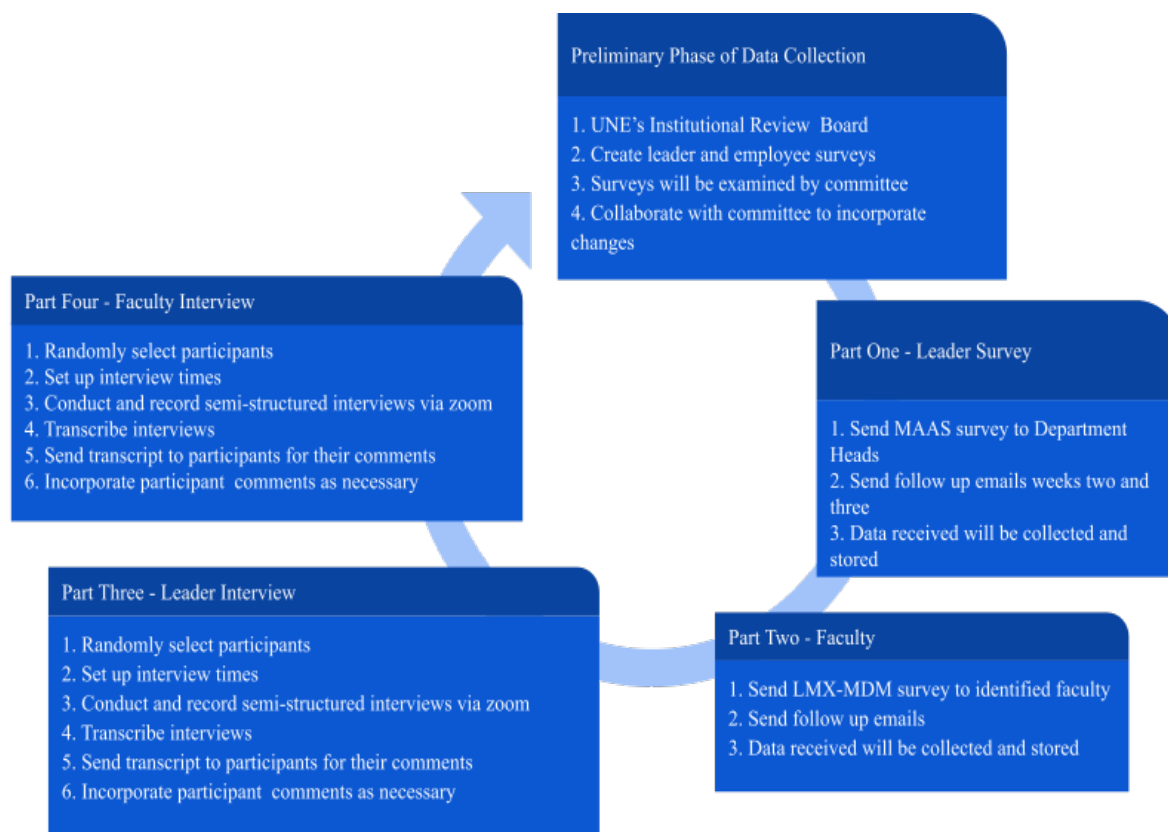 Preliminary Phase of Data Collection
1. UNE’s Institutional Review Board
2. Create leader and employee surveys
3. Surveys will be examined by committee
4. Collaborate with committee to incorporate
changes
Part One - Leader Survey
1. Send MAAS survey to Department
Heads
2. Send follow up emails weeks two and
three
3. Data received will be collected and
stored
Part Two - Faculty
1. Send LMX-MDM survey to identified faculty
2. Send follow up emails
3. Data received will be collected and stored
Part Three - Leader Interview
1. Randomly select participants
2. Set up interview times
3. Conduct and record semi-structured interviews via zoom
4. Transcribe interviews
5. Send transcript to participants for their comments
6. Incorporate participant comments as necessary
Part Four - Faculty Interview
1. Randomly select participants
2. Set up interview times
3. Conduct and record semi-structured interviews via zoom
4. Transcribe interviews
5. Send transcript to participants for their comments
6. Incorporate participant comments as necessary